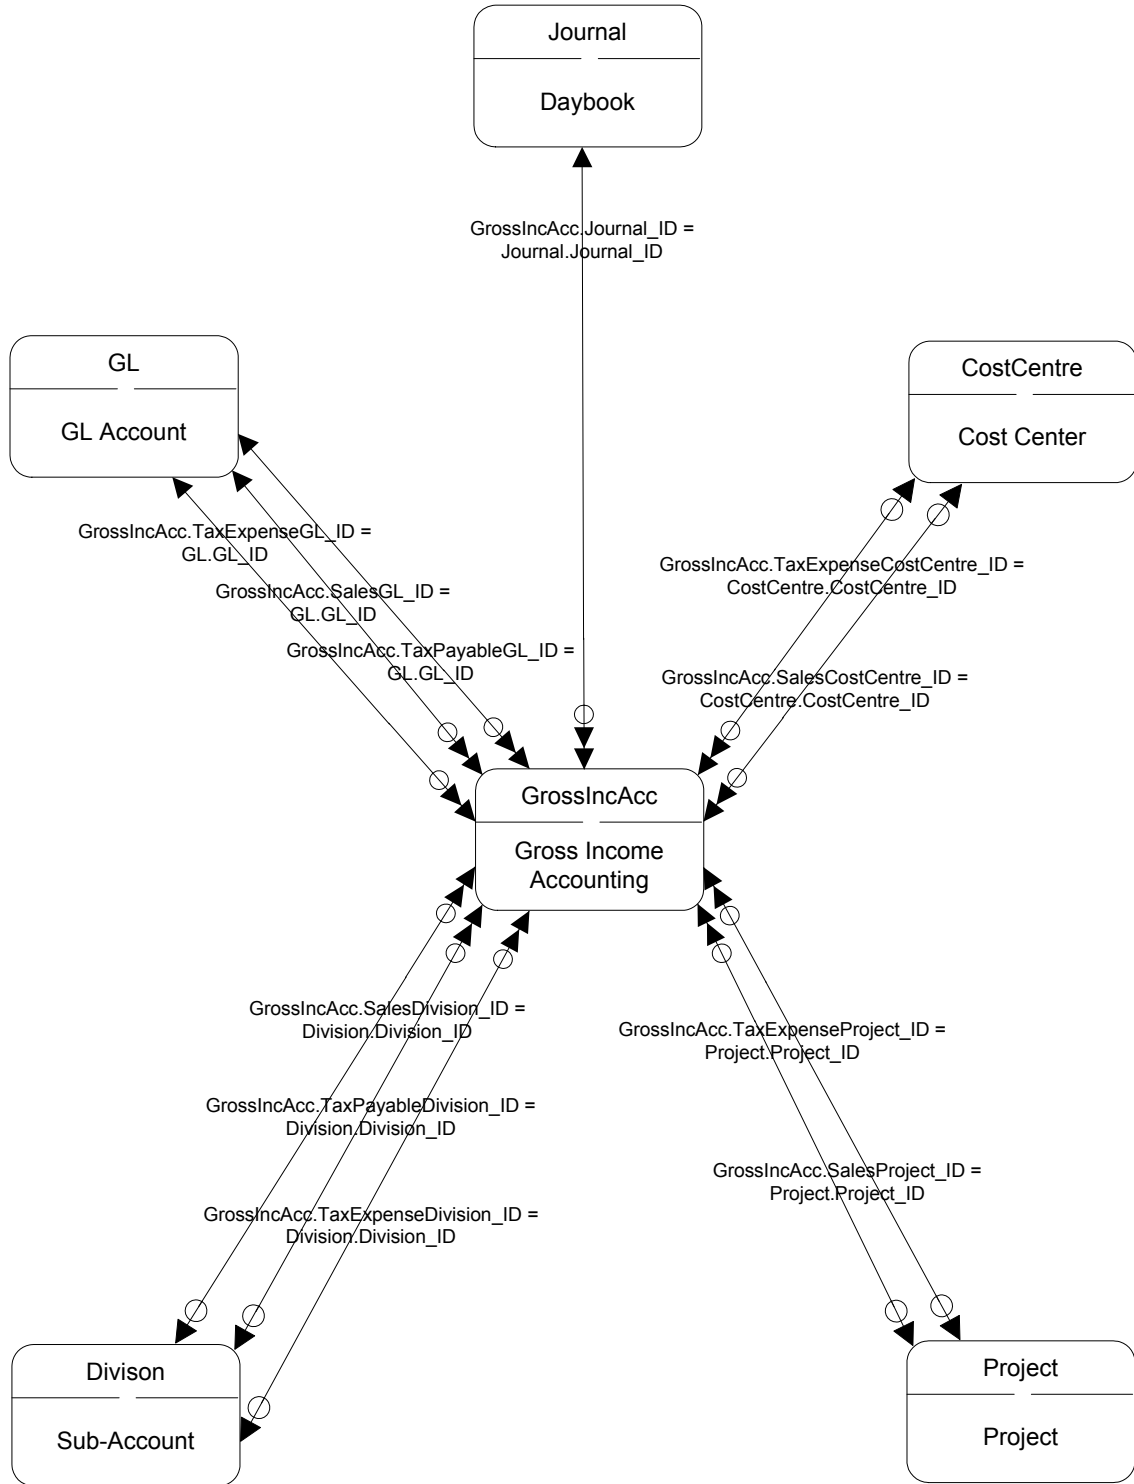 Journal
Daybook
GrossIncAcc.Journal_ID =
Journal.Journal_ID
GL
GL Account
CostCentre
Cost Center
GrossIncAcc.TaxExpenseGL_ID =
GL.GL_ID
GrossIncAcc.SalesGL_ID =
GL.GL_ID
GrossIncAcc.TaxPayableGL_ID =
GL.GL_ID
GrossIncAcc.TaxExpenseCostCentre_ID =
CostCentre.CostCentre_ID
GrossIncAcc.SalesCostCentre_ID =
CostCentre.CostCentre_ID
GrossIncAcc
Gross Income
Accounting
GrossIncAcc.SalesDivision_ID =
Division.Division_ID
GrossIncAcc.TaxPayableDivision_ID =
Division.Division_ID
GrossIncAcc.TaxExpenseDivision_ID =
Division.Division_ID
GrossIncAcc.TaxExpenseProject_ID =
Project.Project_ID
GrossIncAcc.SalesProject_ID =
Project.Project_ID
Divison
Sub-Account
Project
Project